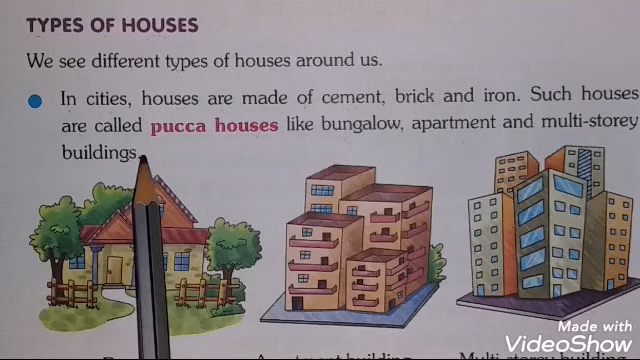 TYPES OF HOUSES
We see different types of houses around us.
In cities, houses are made of cement, brick and iron. Such houses
are called pucca houses like bungalow, apartment and multi-storey
buildings.
Made with
VideoShow